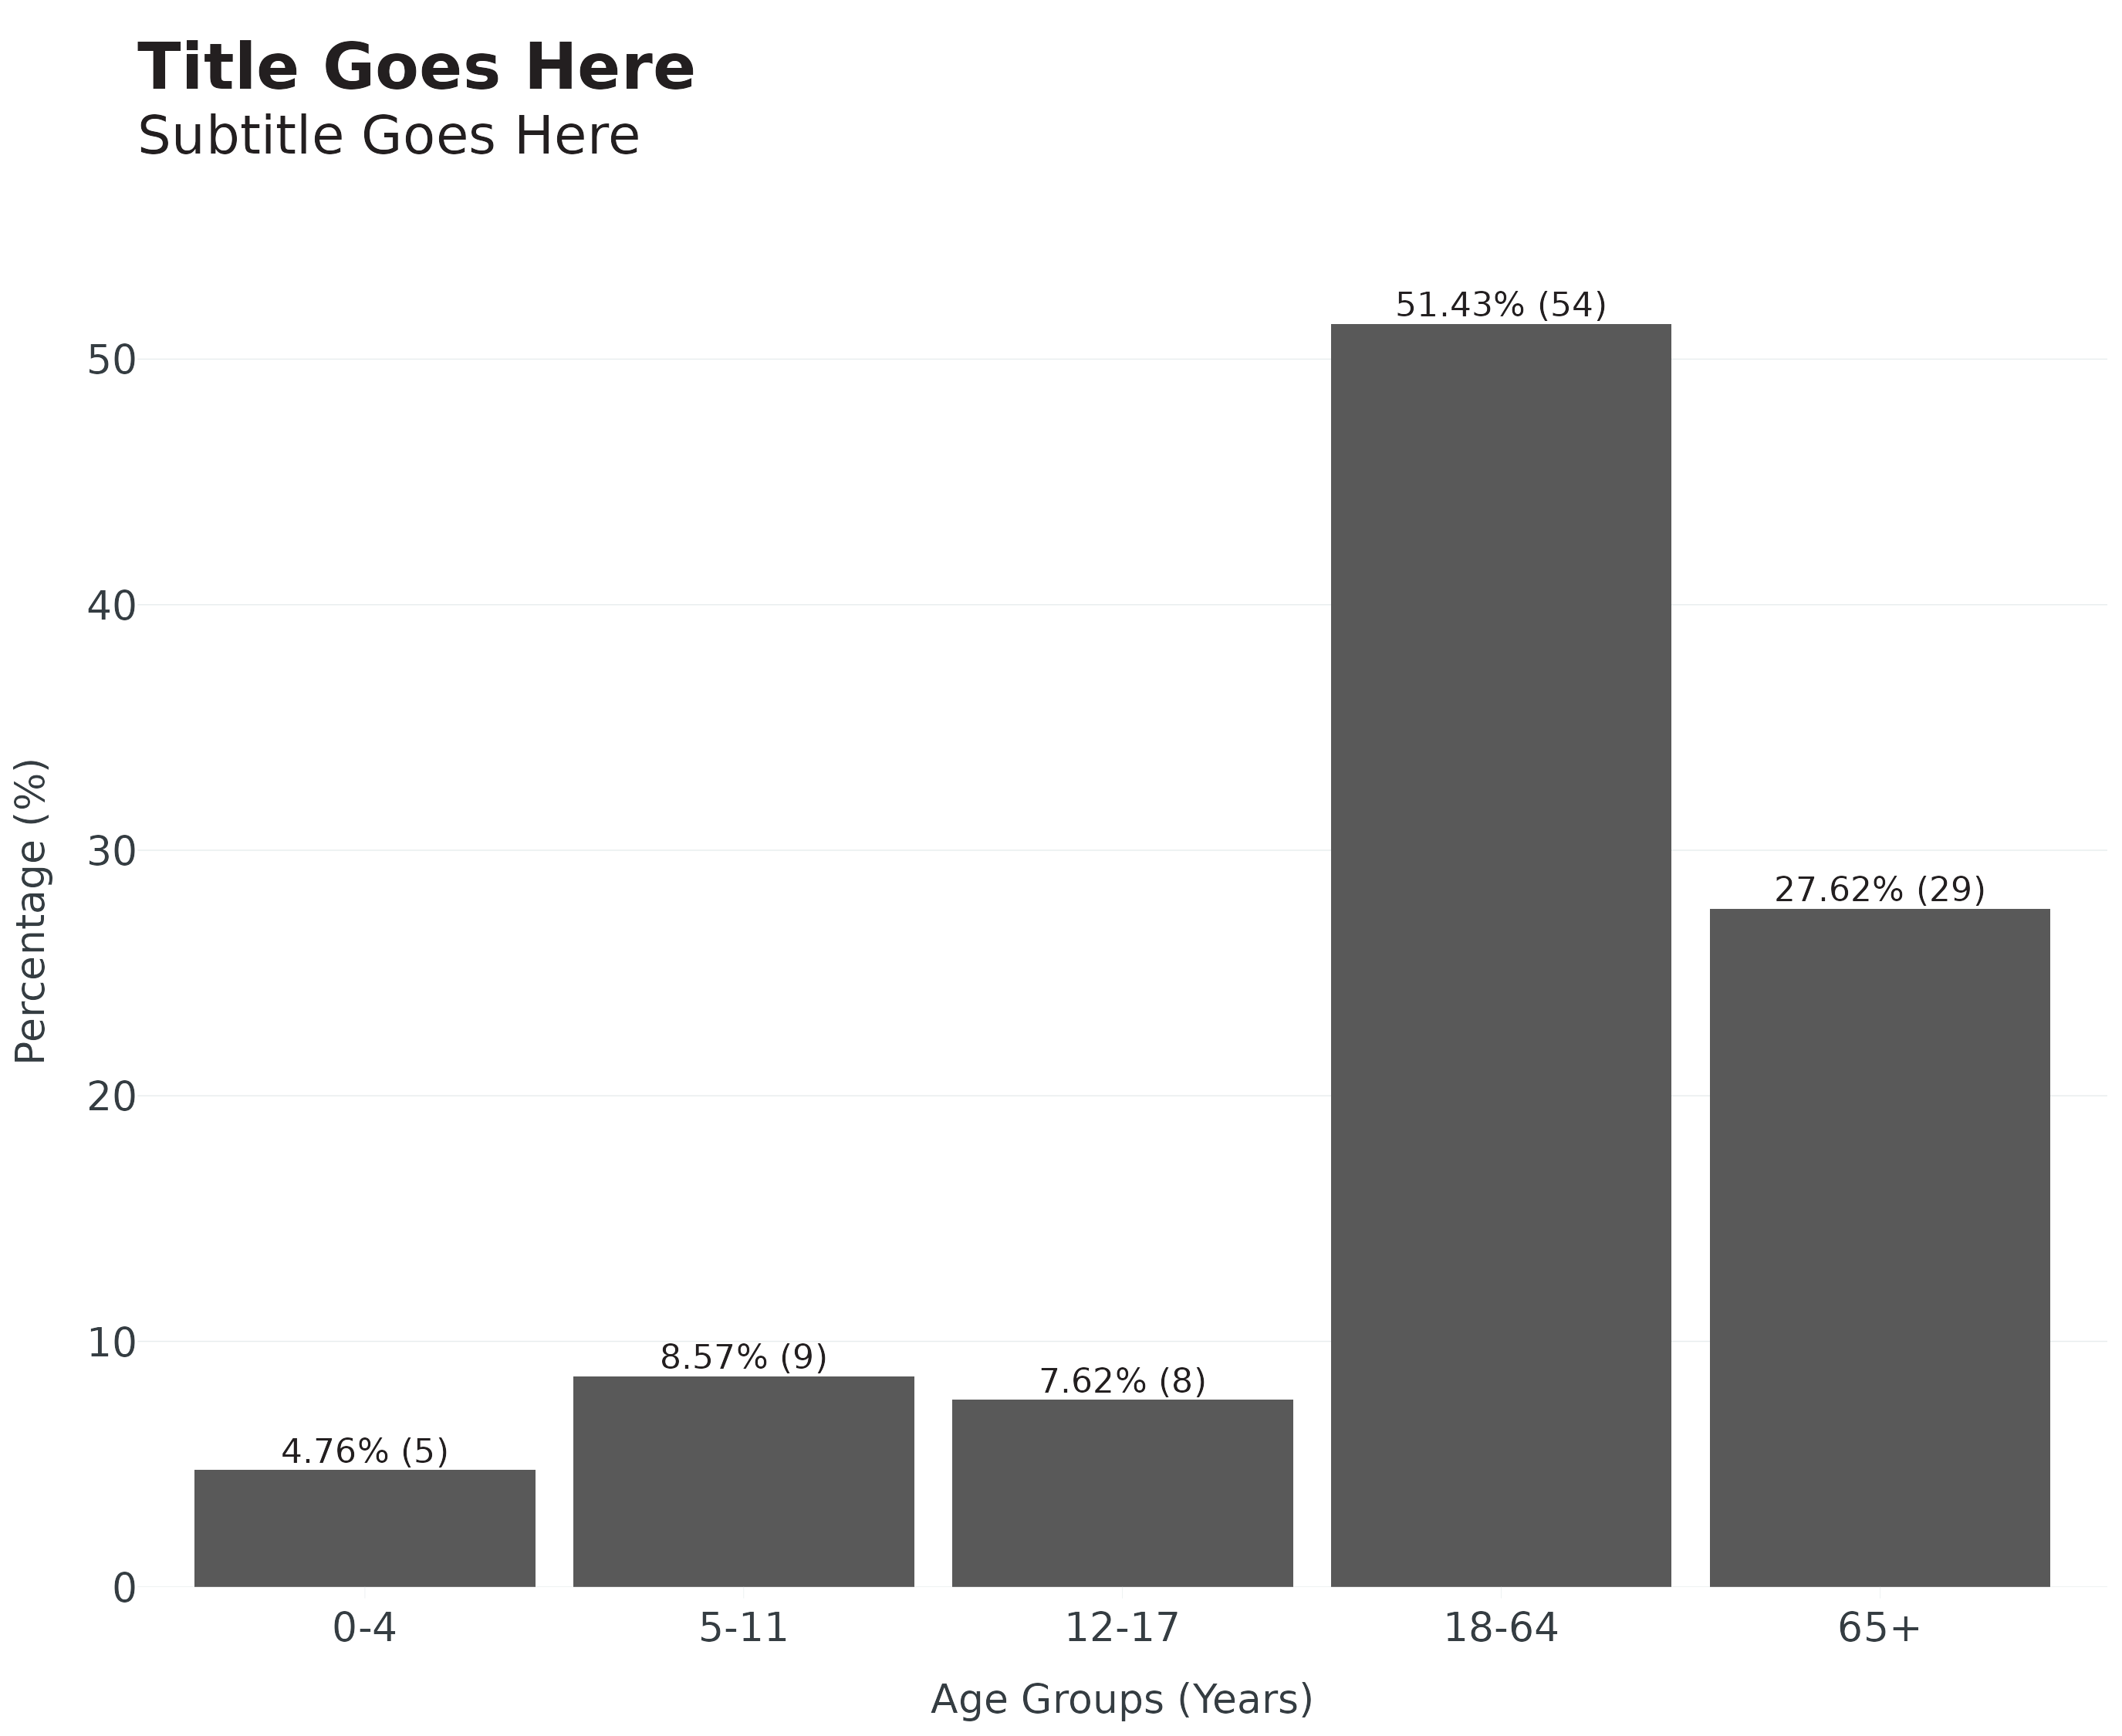 Title Goes Here
Subtitle Goes Here
51.43% (54)
50
40
30
27.62% (29)
20
10
8.57% (9)
7.62% (8)
4.76% (5)
0
Percentage (%)
0-4 5-11 12-17 18-64 65+
Age Groups (Years)